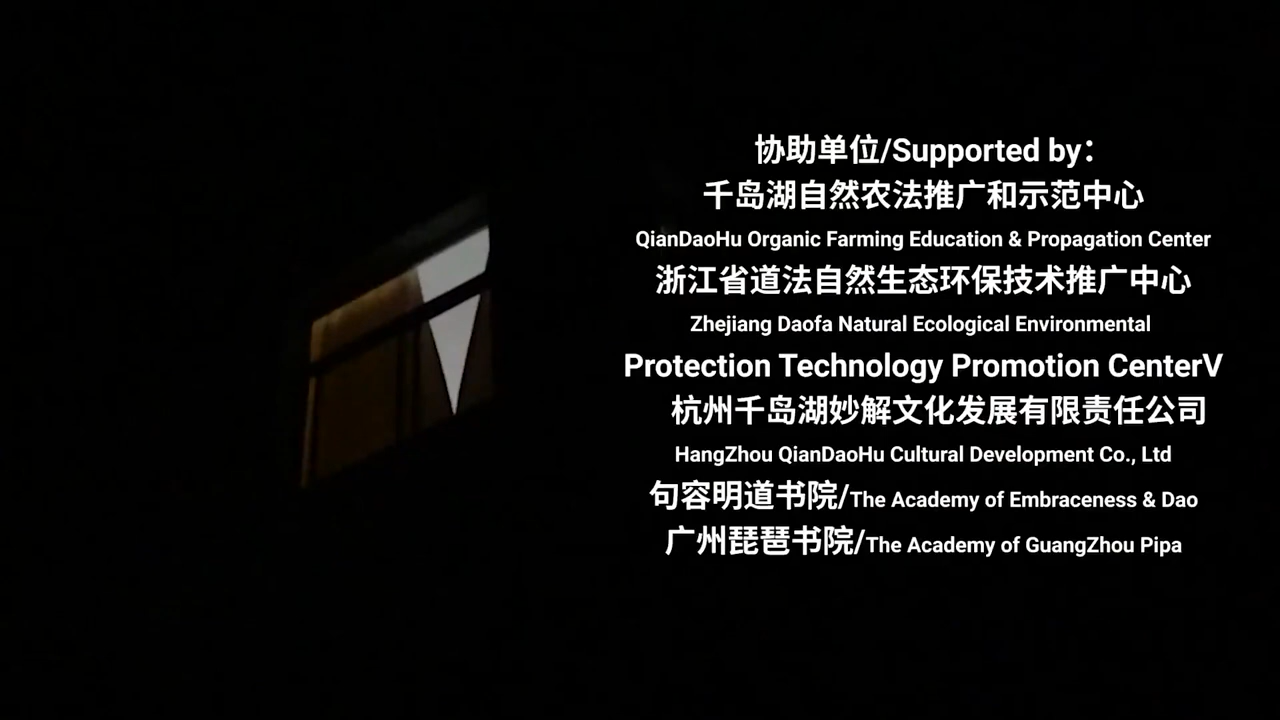 协助单位/Supported by：
千岛湖自然农法推广和示范中心
QianDaoHu Organic Farming Education & Propagation Center
浙江省道法自然生态环保技术推广中心
Zhejiang Daofa Natural Ecological Environmental
Protection Technology Promotion CenterV
杭州千岛湖妙解文化发展有限责任公司
HangZhou QianDaoHu Cultural Development Co., Ltd
句容明道书院/The Academy of Embraceness & Dao
广州琵琶书院/The Academy of GuangZhou Pipa